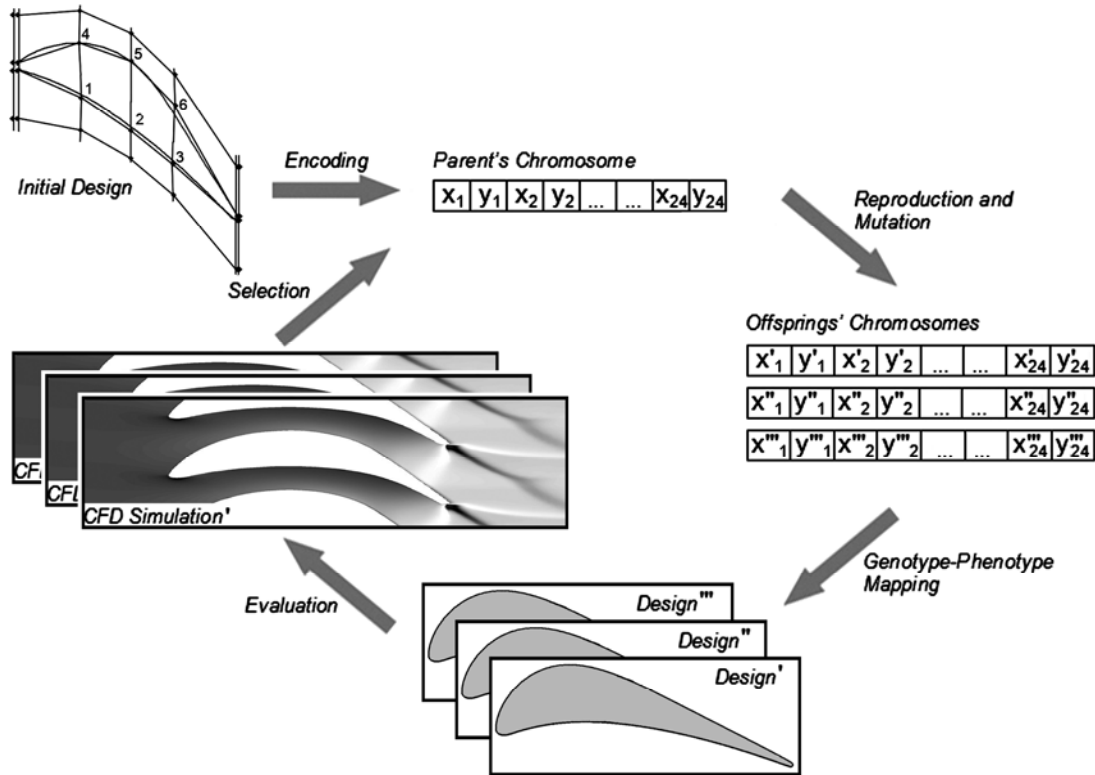 4
5
1
6
2
3
Initial Design
Encoding
Parent's Chromosome
x1 y1 x2 y2 ... ... x24 y24
Reproduction and
Mutation
Selection
Offsprings' Chromosomes
x'1 y'1 x'2 y'2 ... ... x'24 y'24
x"1 y"1 x"2 y"2 ... ... x"24 y"24
x'''1 y'''1 x'''2 y'''2 ... ... x'''24 y'''24
CF
CF
CFD Simulation'
Genotype-Phenotype
Mapping
Evaluation
Design'''
Design"
Design'